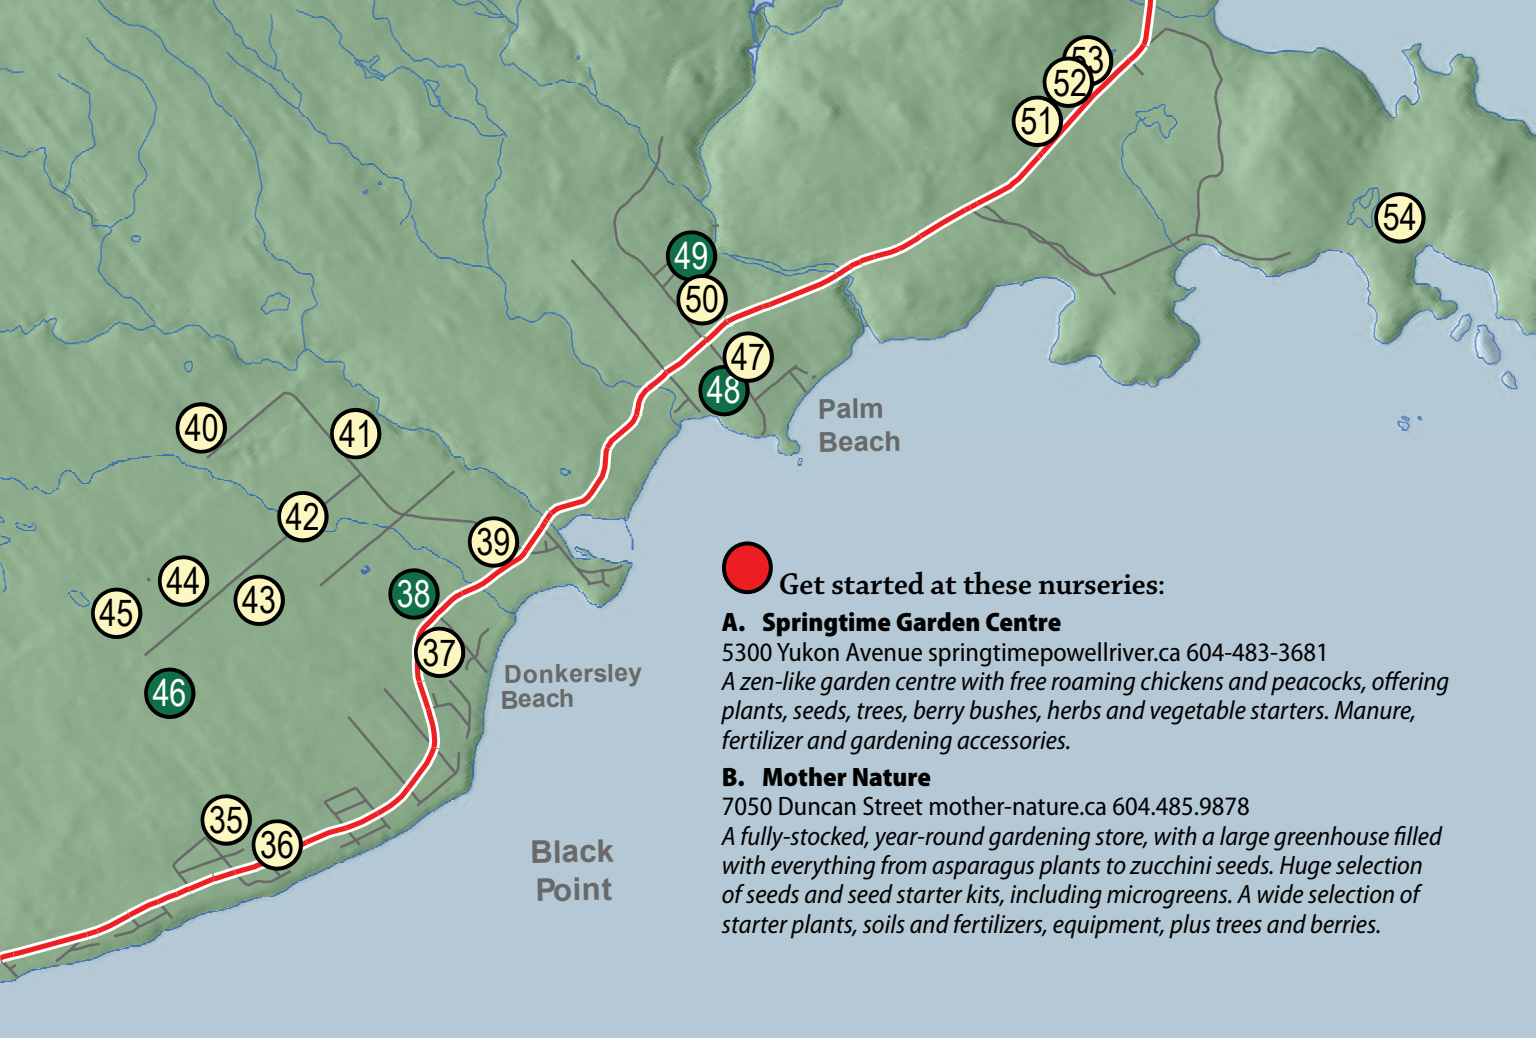 53
52
51
54
49
50
47
48
Palm
Beach
40
41
42
39
44
43
45
38
37
46
Donkersley
Beach
35
36
Black
Point
Get started at these nurseries:
A. Springtime Garden Centre
5300 Yukon Avenue springtimepowellriver.ca 604-483-3681
A zen-like garden centre with free roaming chickens and peacocks, offering
plants, seeds, trees, berry bushes, herbs and vegetable starters. Manure,
fertilizer and gardening accessories.
B. Mother Nature
7050 Duncan Street mother-nature.ca 604.485.9878
A fully-stocked, year-round gardening store, with a large greenhouse filled
with everything from asparagus plants to zucchini seeds. Huge selection
of seeds and seed starter kits, including microgreens. A wide selection of
starter plants, soils and fertilizers, equipment, plus trees and berries.